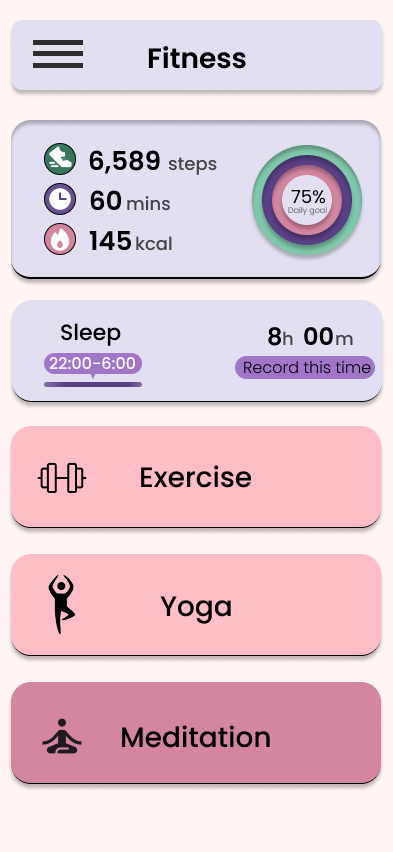 Fitness
6,589 steps
60 mins
145 kcal
75%
Daily goal
Sleep
22:00-6:00
8h 00m
Record this time
Exercise
Yoga
Meditation